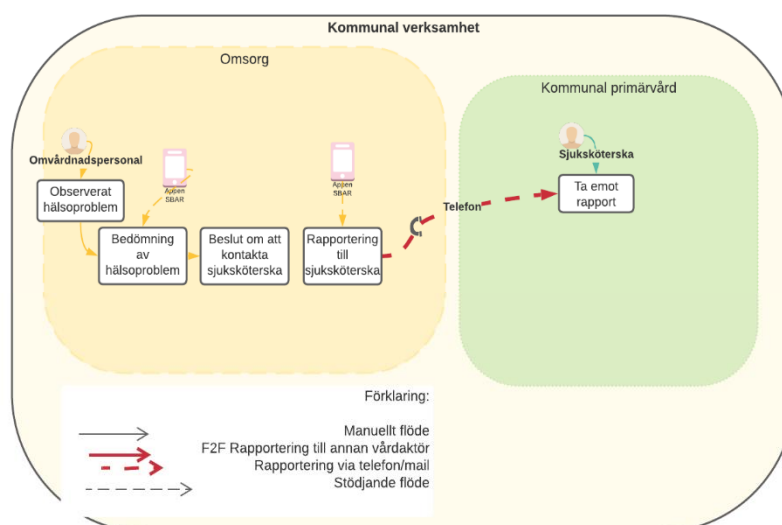 Kommunal verksamhet
Omsorg
Kommunal primärvård
Omvårdnadspersonal
Observerat
hälsoproblem
Appen
SBAR
Bedömning
av
hälsoproblem
Beslut om att
kontakta
sjuksköterska
Appen
SBAR
Rapportering
till
sjuksköterska
Telefon
Sjuksköterska
Ta emot
rapport
Förklaring:
Manuellt flöde
F2F Rapportering till annan vårdaktör
Rapportering via telefon/mail
Stödjande flöde